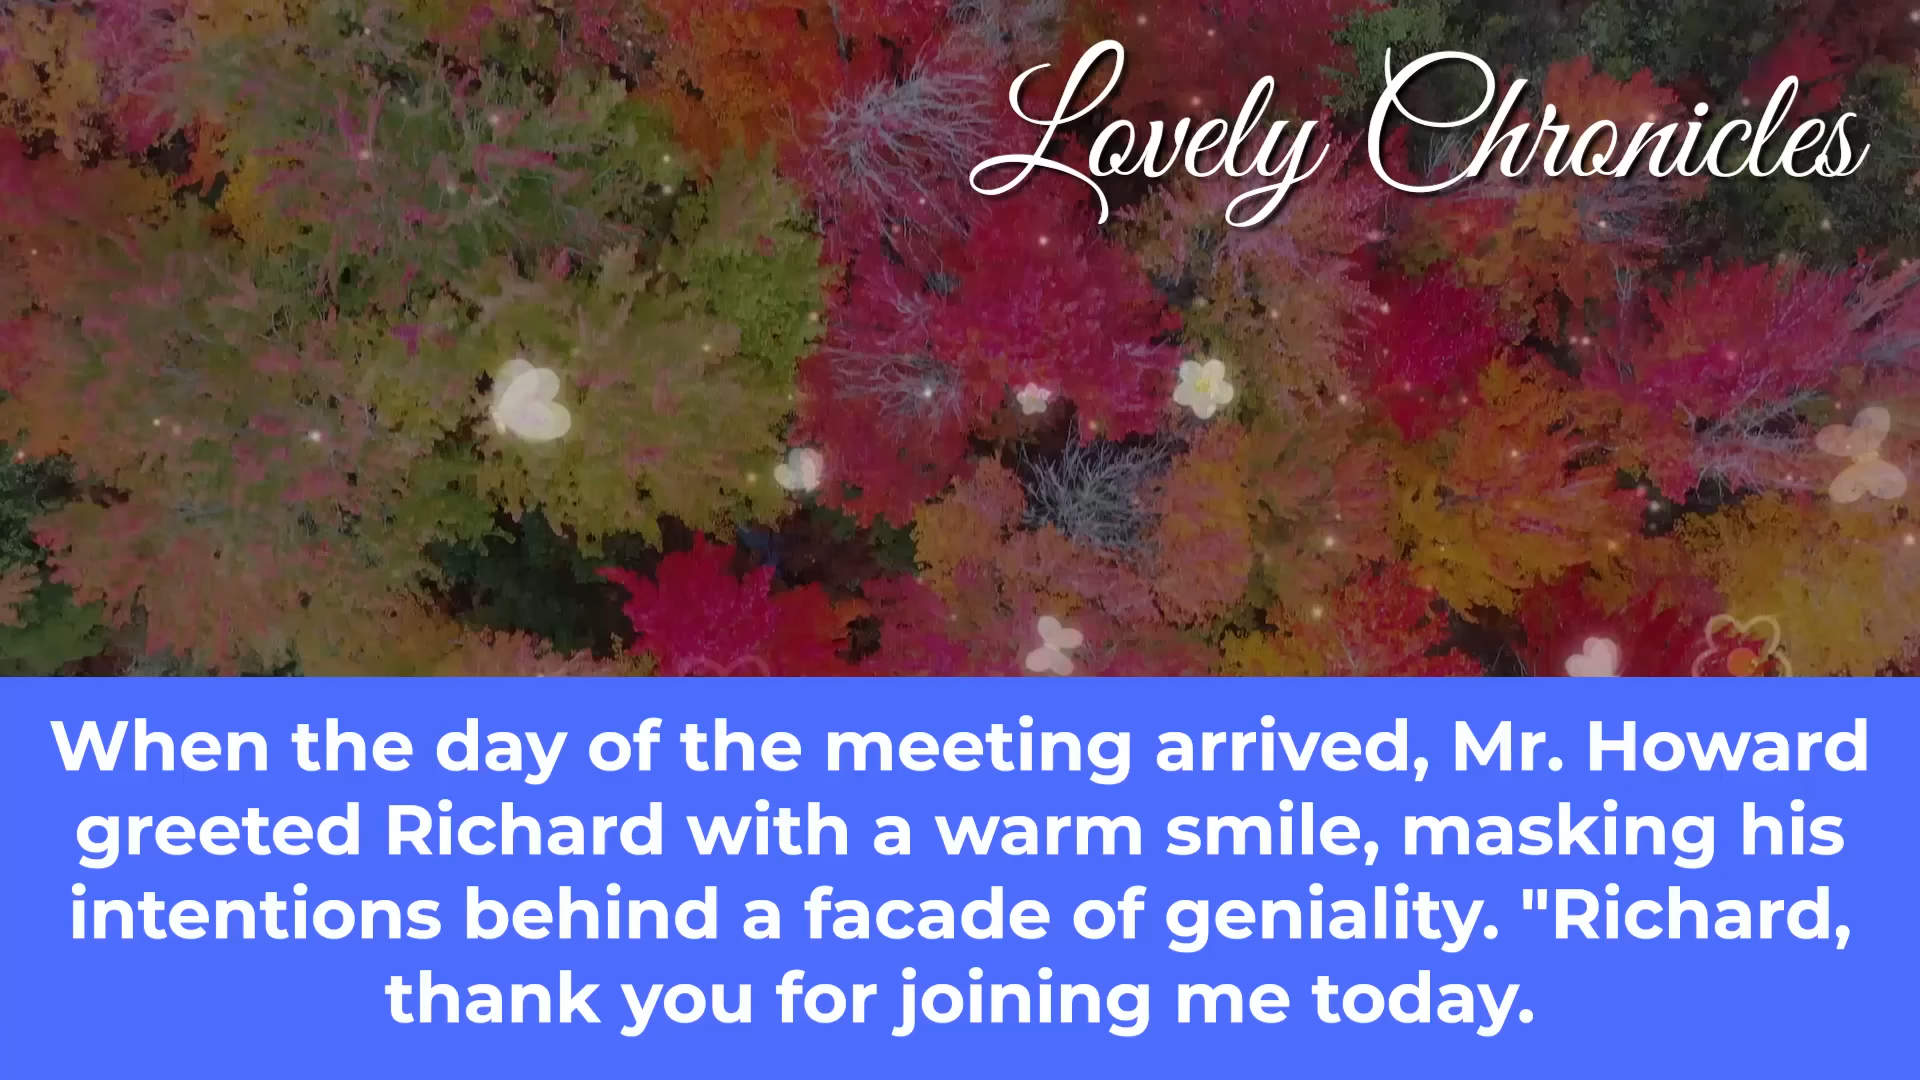 Lovely Chronicles
When the day of the meeting arrived, Mr. Howard
greeted Richard with a warm smile, masking his
intentions behind a facade of geniality. "Richard,
thank you for joining me today.